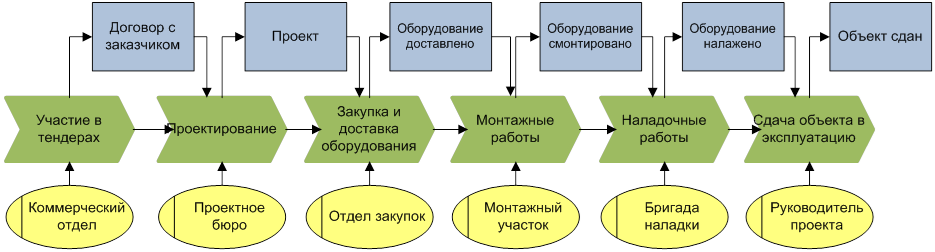 Договор с
заказчиком
Проект
Оборудование
доставлено
Оборудование
смонтировано
Оборудование
налажено
Объект сдан
Участие в
тендерах
Проектирование
Закупка и
доставка
оборудования
Монтажные
работы
Наладочные
работы
Сдача объекта в
эксплуатацию
Коммерческий
отдел
Проектное
бюро
Отдел закупок
Монтажный
участок
Бригада
наладки
Руководитель
проекта